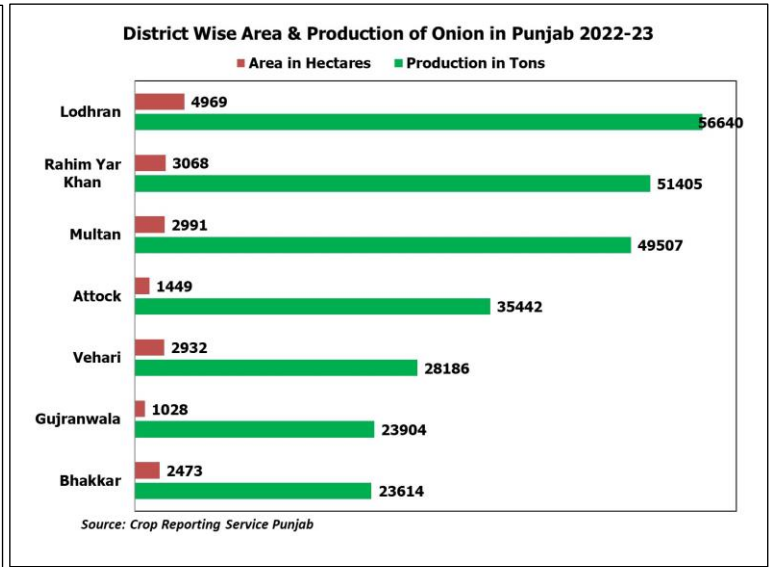 District Wise Area & Production of Onion in Punjab 2022-23
Area in Hectares Production in Tons
Lodhran
4969
56640
Rahim Yar
Khan
3068
51405
Multan
2991
49507
Attock
1449
35442
Vehari
2932
28186
Gujranwala
1028
23904
Bhakkar
2473
23614
Source: Crop Reporting Service Punjab